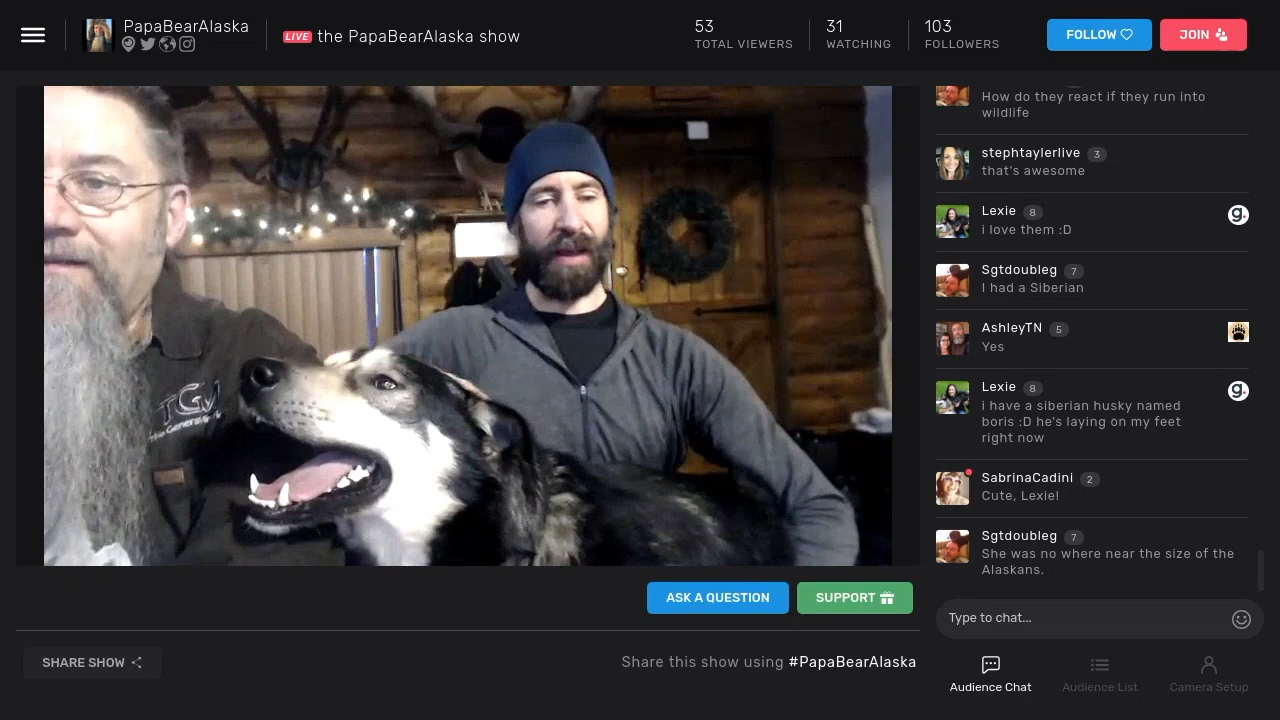 PapaBearAlaska
LIVE the PapaBearAlaska show
53
TOTAL VIEWERS
31
WATCHING
103
FOLLOWERS
FOLLOW
JOIN
How do they react if they run into
wildlife
stephtaylerlive 3
that's awesome
Lexie 8
i love them :D
g.
Sgtdoubleg 7
I had a Siberian
AshleyTN 5
Yes
Lexie 8
i have a siberian husky named
boris :D he's laying on my feet
right now
g.
SabrinaCadini 2
Cute, Lexie!
Sgtdoubleg 7
She was no where near the size of the
Alaskans.
Type to chat...
Audience Chat
Audience List
Camera Setup
ASK A QUESTION
SUPPORT
SHARE SHOW
Share this show using #PapaBearAlaska